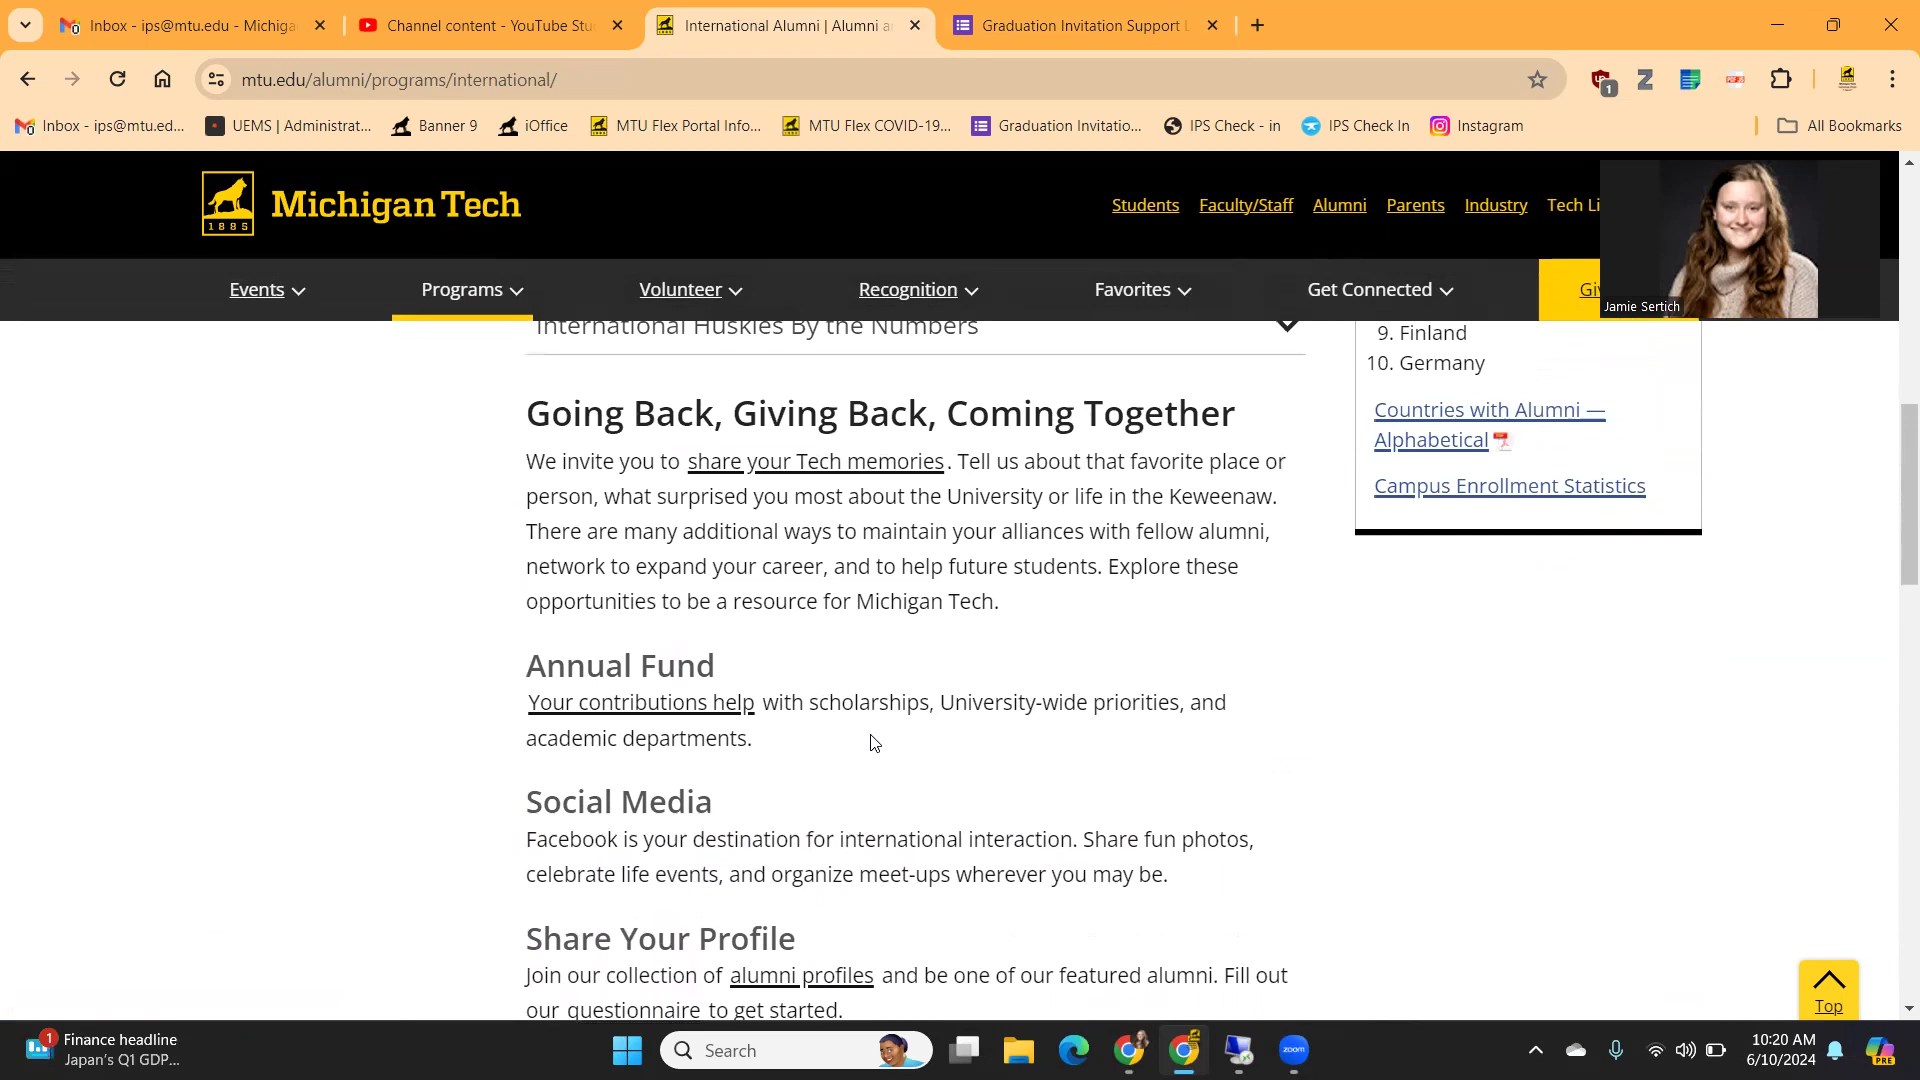 Inbox - ips@mtu.edu - Michiga
Channel content - YouTube Stu
International Alumni | Alumni a
Graduation Invitation Support L
mtu.edu/alumni/programs/international/
1
Inbox - ips@mtu.ed...
UEMS | Administrat...
Banner 9
iOffice
MTU Flex Portal Info...
MTU Flex COVID-19...
Graduation Invitatio...
IPS Check - in
IPS Check In
Instagram
All Bookmarks
1885
Michigan Tech
Students
Faculty/Staff
Alumni
Parents
Industry
Tech Li
Jamie Sertich
Events
Programs
Volunteer
Recognition
Favorites
Get Connected
Gi
International Huskies By the Numbers
9. Finland
10. Germany
Countries with Alumni —
Alphabetical
Campus Enrollment Statistics
Going Back, Giving Back, Coming Together
We invite you to share your Tech memories. Tell us about that favorite place or
person, what surprised you most about the University or life in the Keweenaw.
There are many additional ways to maintain your alliances with fellow alumni,
network to expand your career, and to help future students. Explore these
opportunities to be a resource for Michigan Tech.
Annual Fund
Your contributions help with scholarships, University-wide priorities, and
academic departments.
Social Media
Facebook is your destination for international interaction. Share fun photos,
celebrate life events, and organize meet-ups wherever you may be.
Share Your Profile
Join our collection of alumni profiles and be one of our featured alumni. Fill out
our questionnaire to get started.
Top
1
Finance headline
Japan's Q1 GDP...
Search
zoom
10:20 AM
6/10/2024
PRE